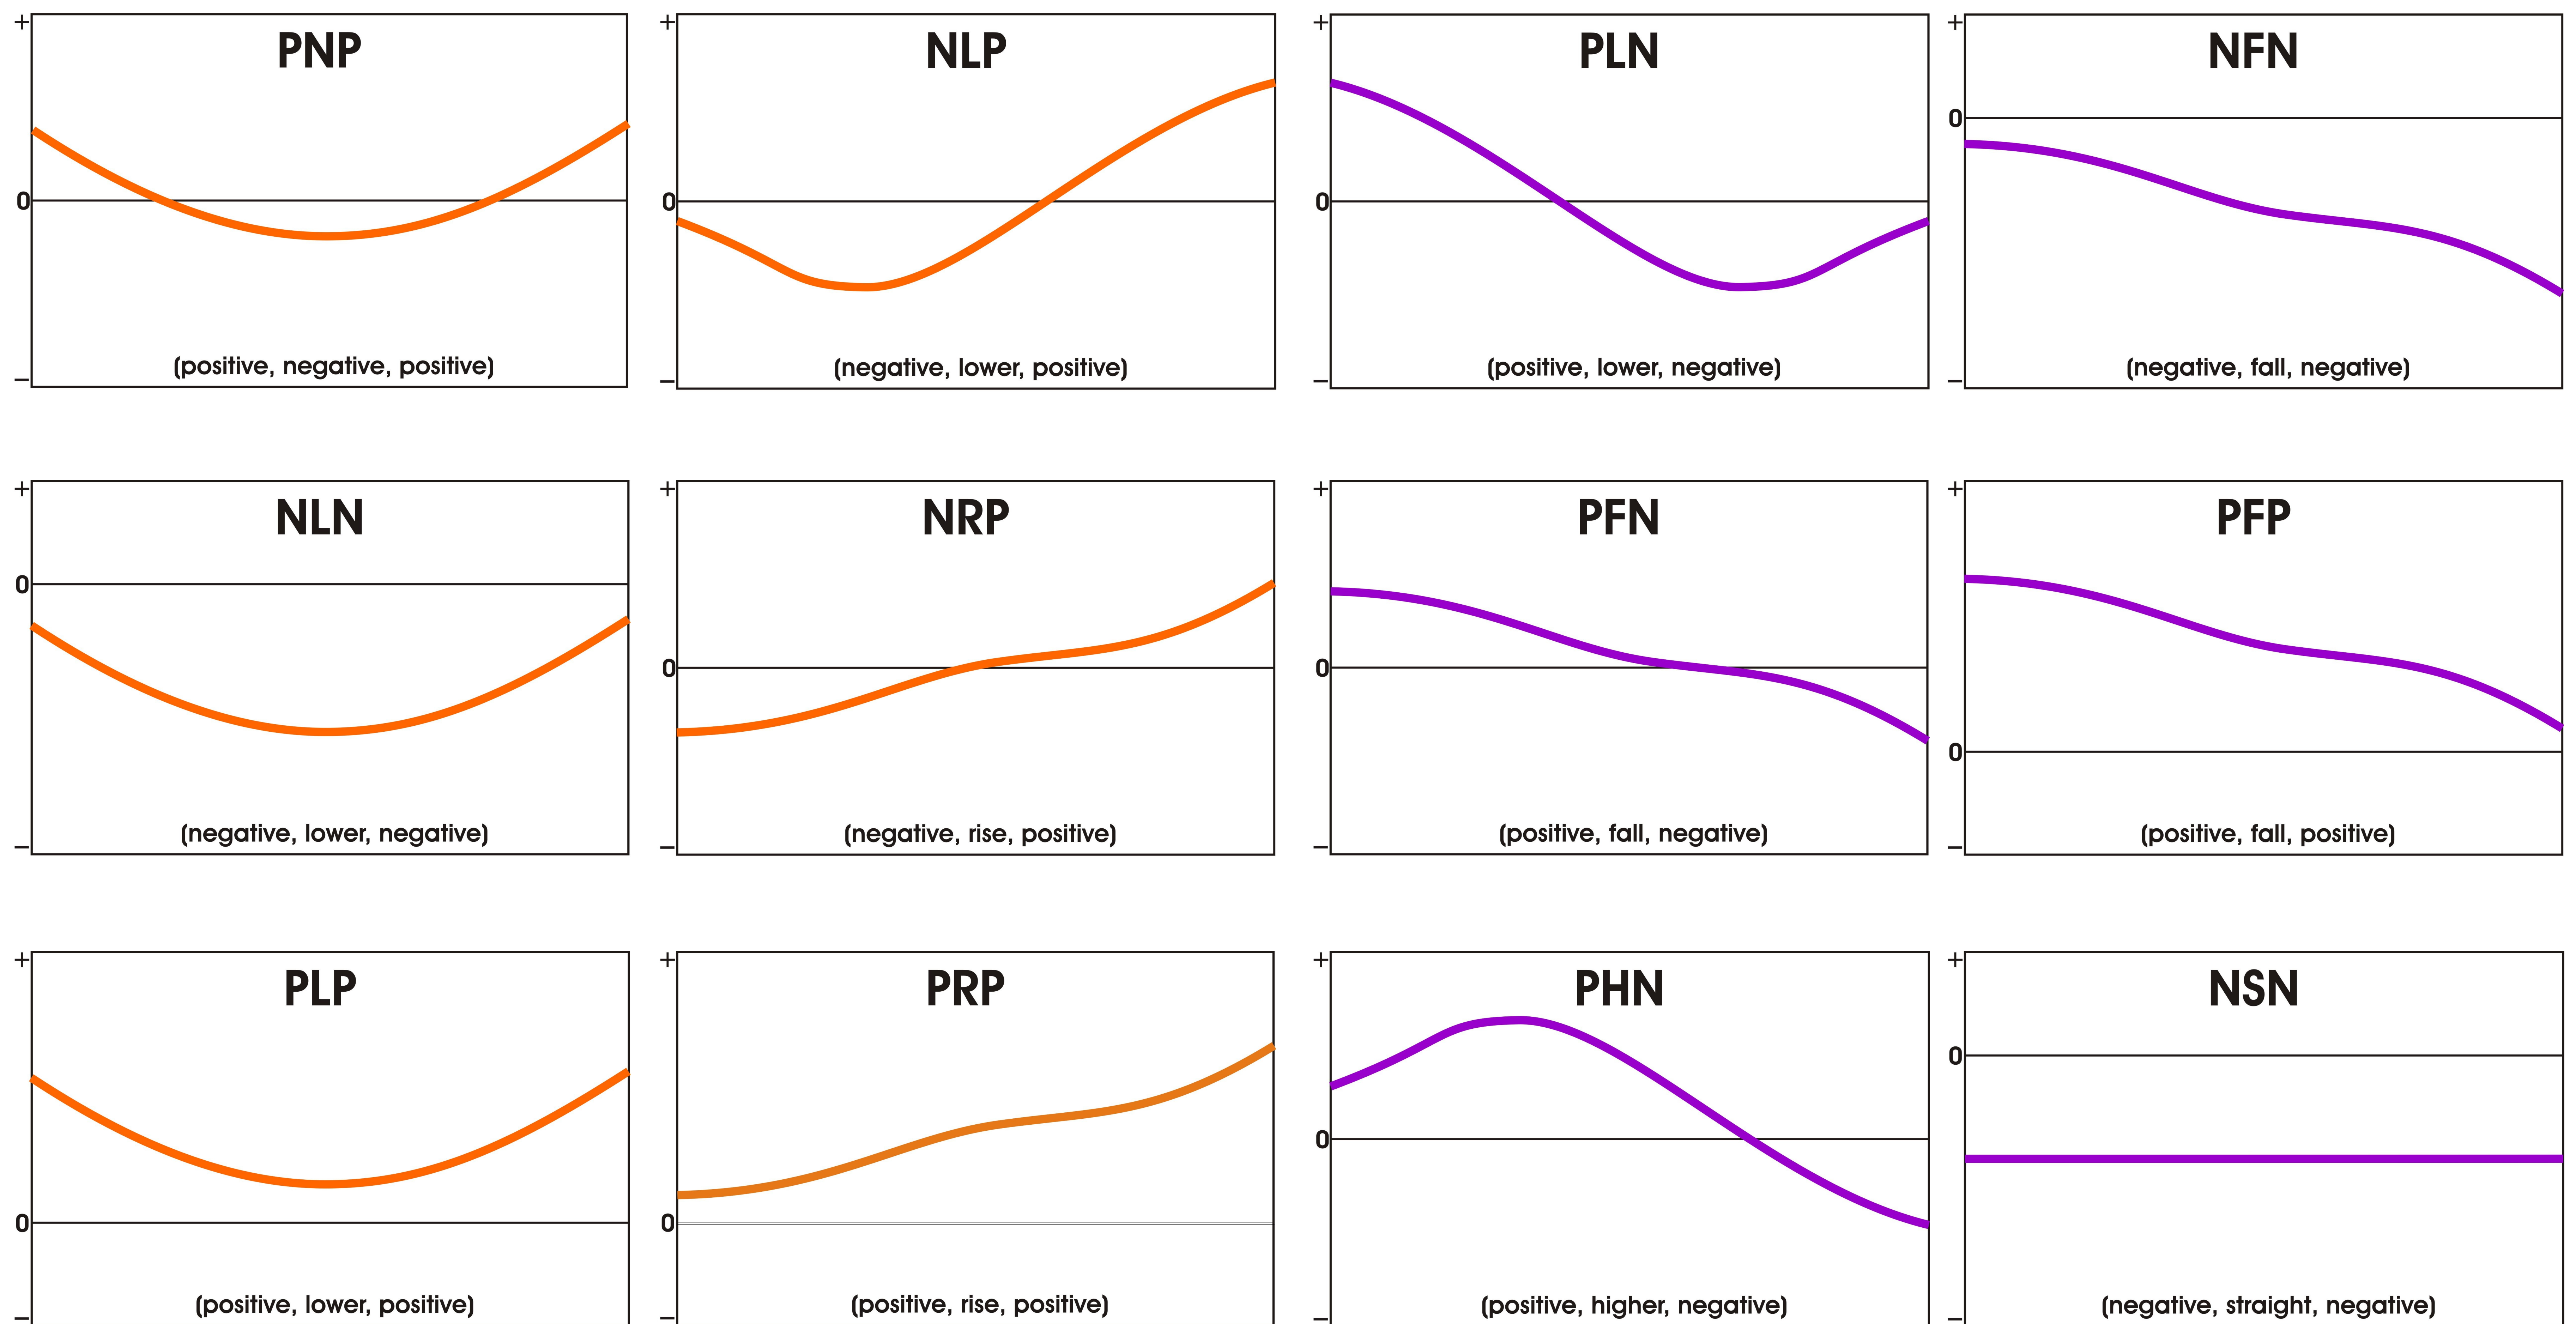 +
PNP
0
(positive, negative, positive)
–
+
NLP
0
(negative, lower, positive)
–
+
PLN
0
(positive, lower, negative)
–
+
NFN
0
(negative, fall, negative)
–
+
NLN
0
(negative, lower, negative)
–
+
NRP
0
(negative, rise, positive)
–
+
PFN
0
(positive, fall, negative)
–
+
PFP
0
(positive, fall, positive)
–
+
PLP
0
(positive, lower, positive)
–
+
PRP
0
(positive, rise, positive)
–
+
PHN
0
(positive, higher, negative)
–
+
NSN
0
(negative, straight, negative)
–